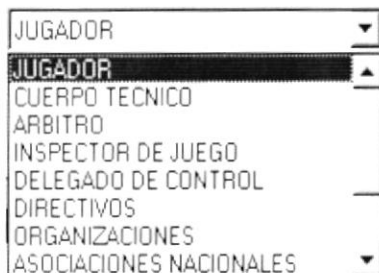 JUGADOR
JUGADOR
CUERPO TECNICO
ARBITRO
INSPECTOR DE JUEGO
DELEGADO DE CONTROL
DIRECTIVOS
ORGANIZACIONES
ASOCIACIONES NACIONALES